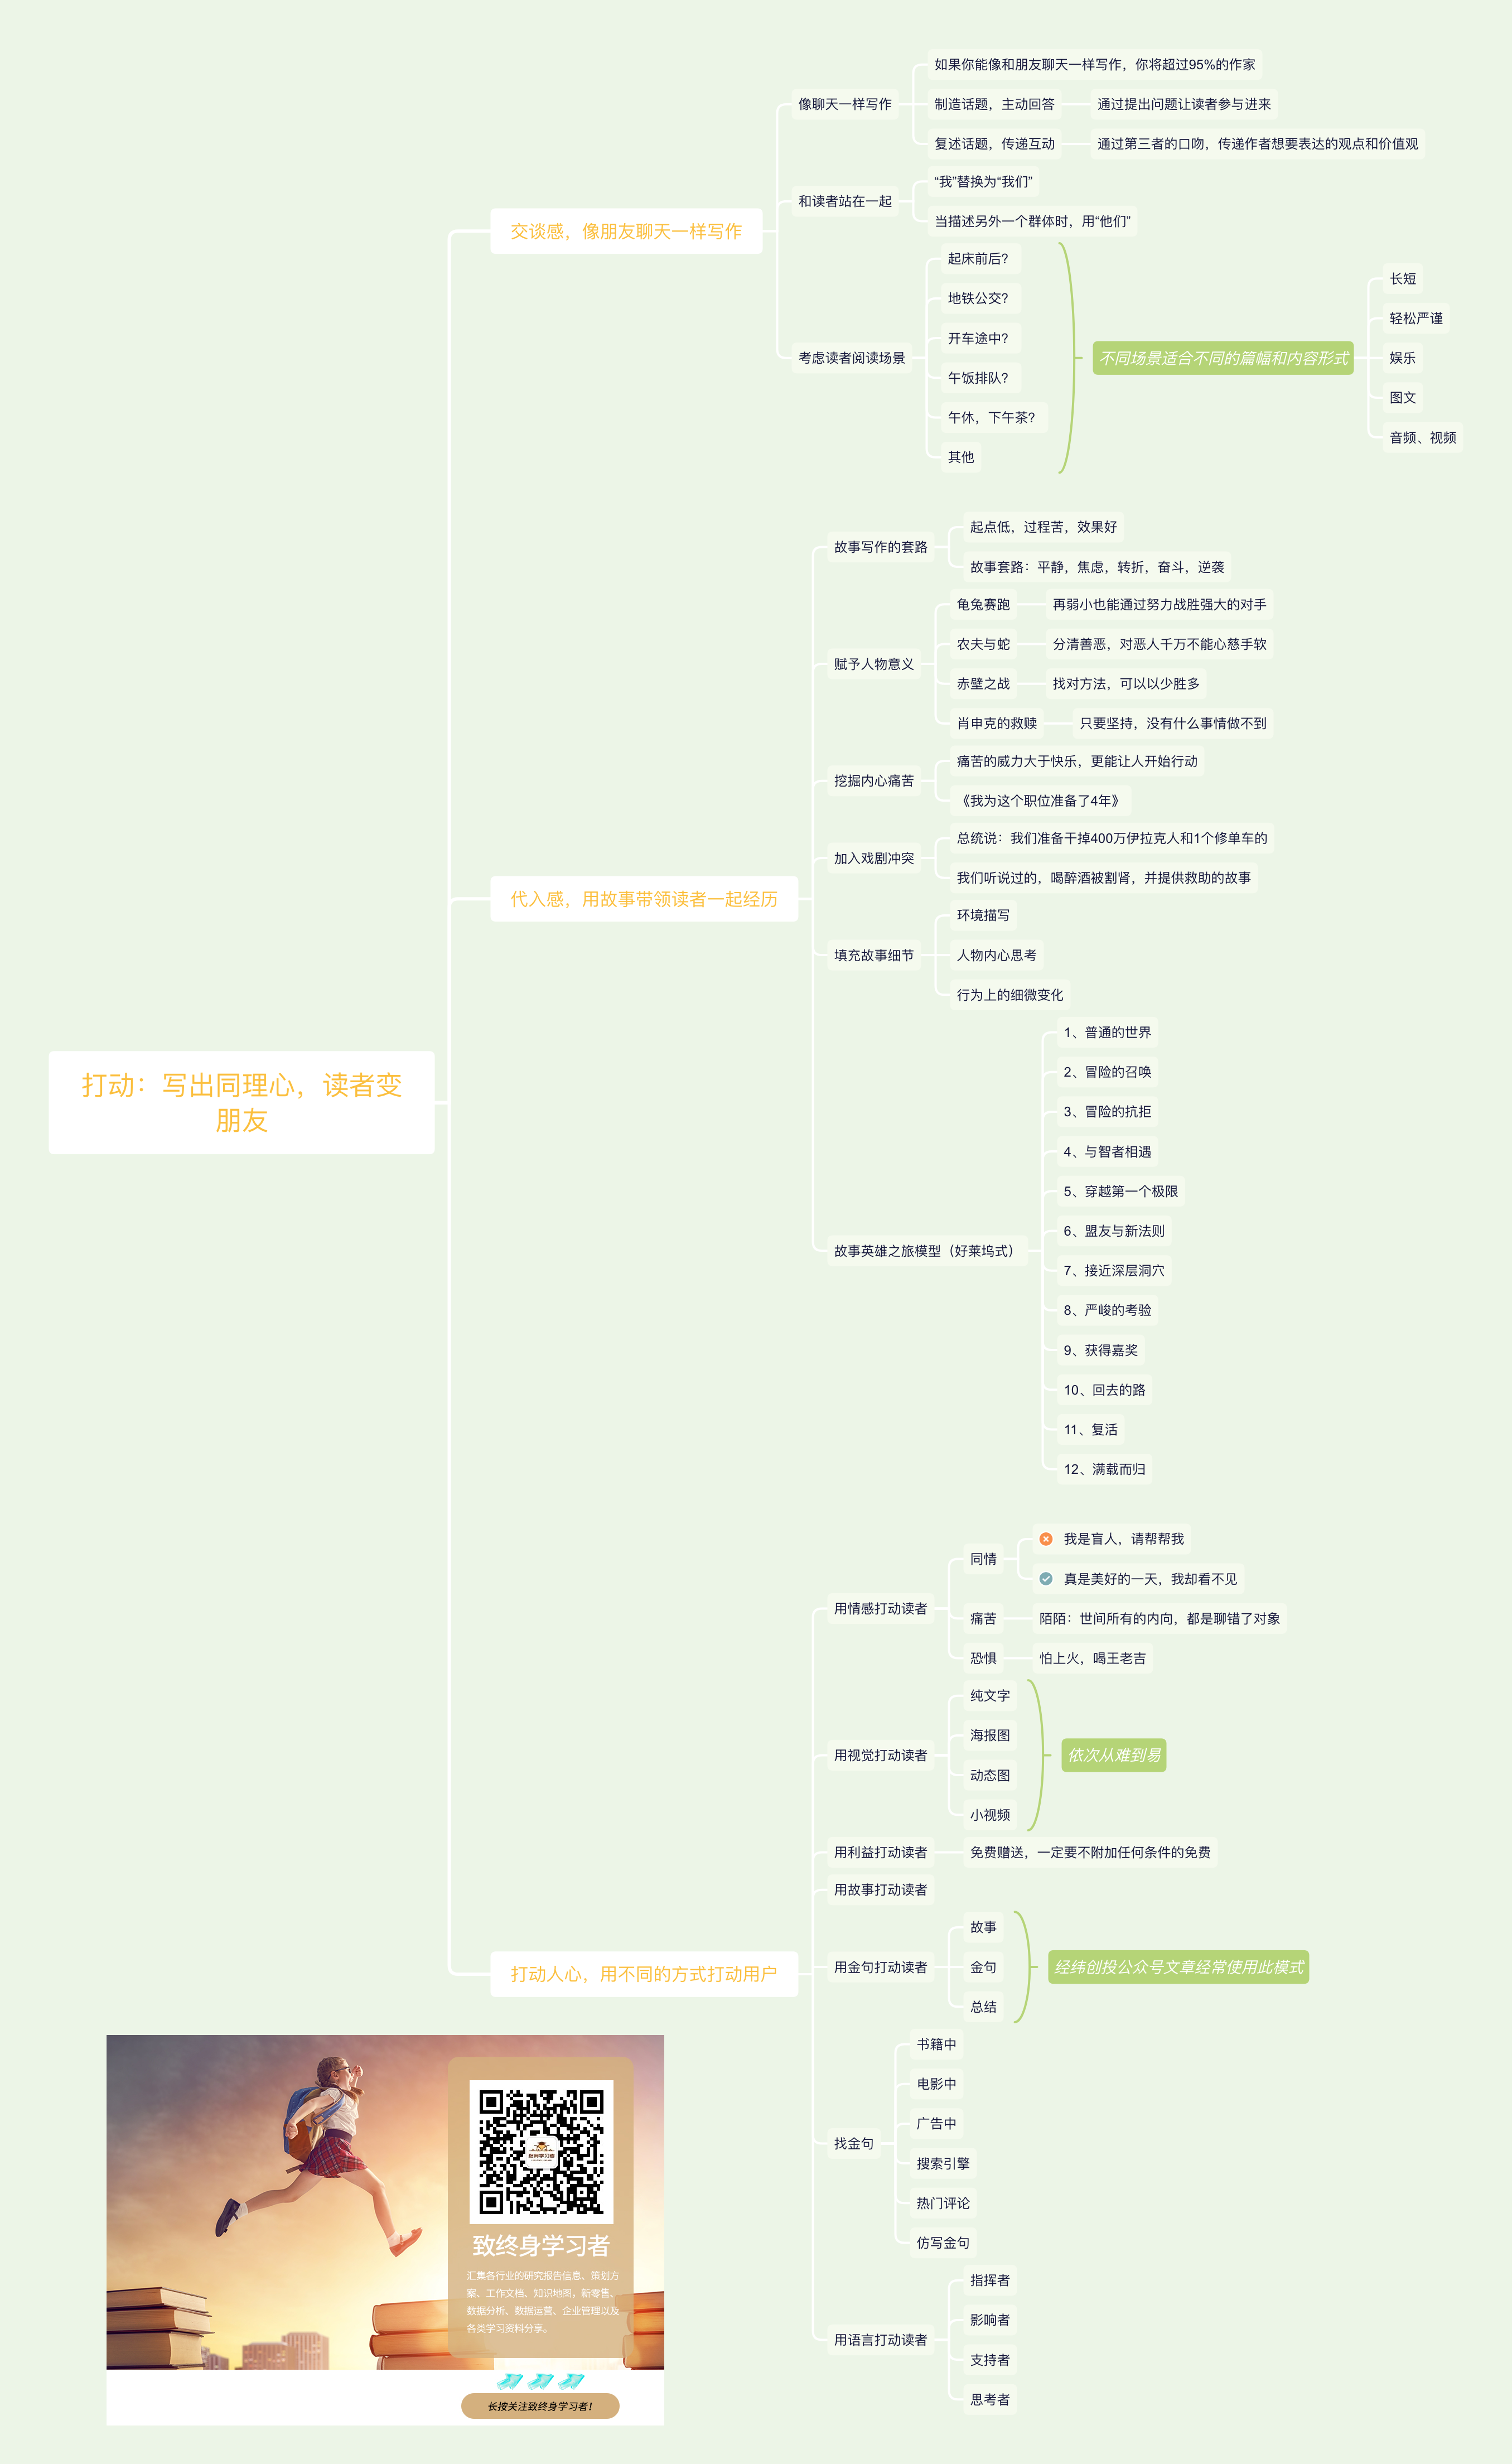 打动：写出同理心，读者变
朋友
交谈感，像朋友聊天一样写作
像聊天一样写作
如果你能像和朋友聊天一样写作，你将超过95%的作家
制造话题，主动回答
通过提出问题让读者参与进来
复述话题，传递互动
通过第三者的口吻，传递作者想要表达的观点和价值观
和读者站在一起
“我”替换为“我们”
当描述另外一个群体时，用“他们”
考虑读者阅读场景
起床前后？
地铁公交？
开车途中？
午饭排队？
午休，下午茶？
其他
不同场景适合不同的篇幅和内容形式
长短
轻松严谨
娱乐
图文
音频、视频
代入感，用故事带领读者一起经历
故事写作的套路
起点低，过程苦，效果好
故事套路：平静，焦虑，转折，奋斗，逆袭
赋予人物意义
龟兔赛跑
再弱小也能通过努力战胜强大的对手
农夫与蛇
分清善恶，对恶人千万不能心慈手软
赤壁之战
找对方法，可以以少胜多
肖申克的救赎
只要坚持，没有什么事情做不到
挖掘内心痛苦
痛苦的威力大于快乐，更能让人开始行动
《我为这个职位准备了4年》
加入戏剧冲突
总统说：我们准备干掉400万伊拉克人和1个修单车的
我们听说过的，喝醉酒被割肾，并提供救助的故事
填充故事细节
环境描写
人物内心思考
行为上的细微变化
故事英雄之旅模型（好莱坞式）
1、普通的世界
2、冒险的召唤
3、冒险的抗拒
4、与智者相遇
5、穿越第一个极限
6、盟友与新法则
7、接近深层洞穴
8、严峻的考验
9、获得嘉奖
10、回去的路
11、复活
12、满载而归
打动人心，用不同的方式打动用户
用情感打动读者
同情
我是盲人，请帮帮我
真是美好的一天，我却看不见
痛苦
陌陌：世间所有的内向，都是聊错了对象
恐惧
怕上火，喝王老吉
用视觉打动读者
纯文字
海报图
动态图
小视频
依次从难到易
用利益打动读者
免费赠送，一定要不附加任何条件的免费
用故事打动读者
用金句打动读者
故事
金句
总结
经纬创投公众号文章经常使用此模式
找金句
书籍中
电影中
广告中
搜索引擎
热门评论
仿写金句
用语言打动读者
指挥者
影响者
支持者
思考者
致终身学习者
汇集各行业的研究报告信息、策划方
案、工作文档、知识地图，新零售、
数据分析、数据运营、企业管理以及
各类学习资料分享。
长按关注致终身学习者！